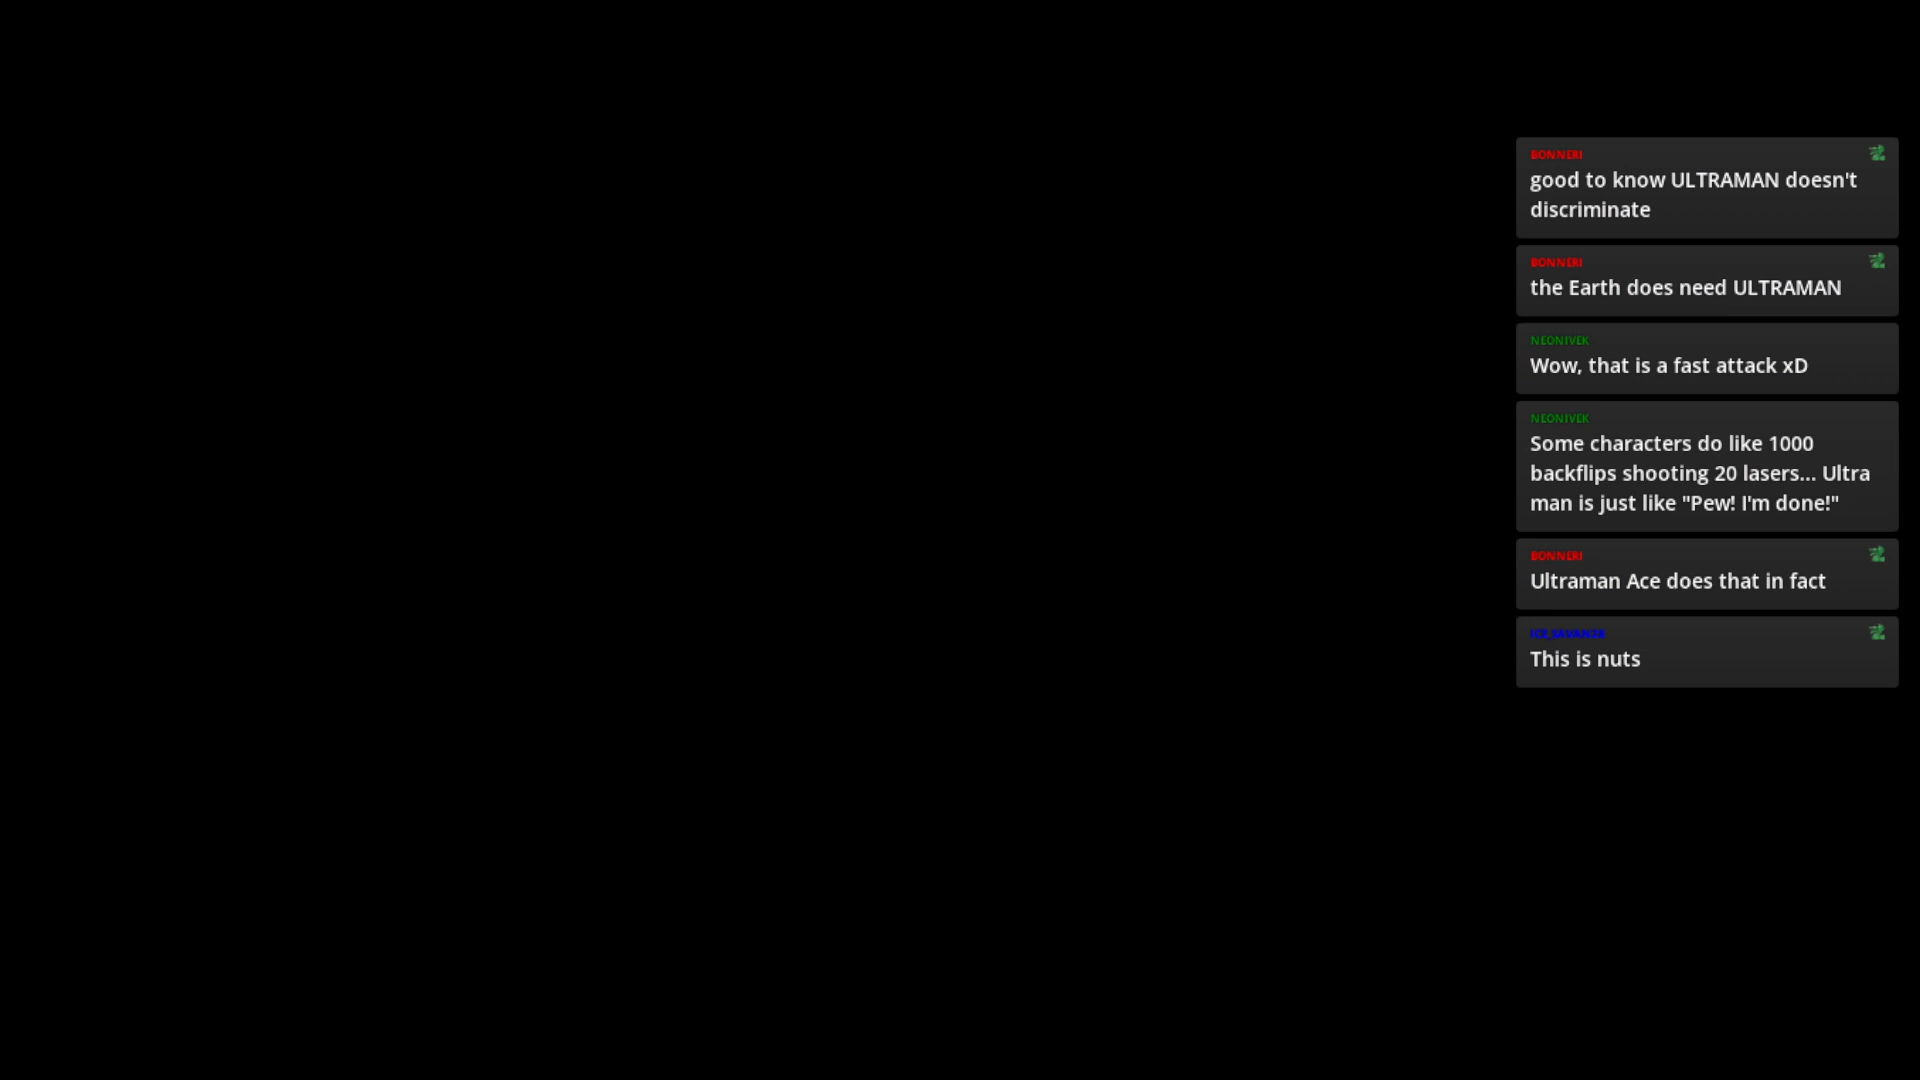 BONNERI
good to know ULTRAMAN doesn't
discriminate
BONNERI
the Earth does need ULTRAMAN
NEONIVEK
Wow, that is a fast attack xD
NEONIVEK
Some characters do like 1000
backflips shooting 20 lasers... Ultra
man is just like "Pew! I'm done!"
BONNERI
Ultraman Ace does that in fact
This is nuts